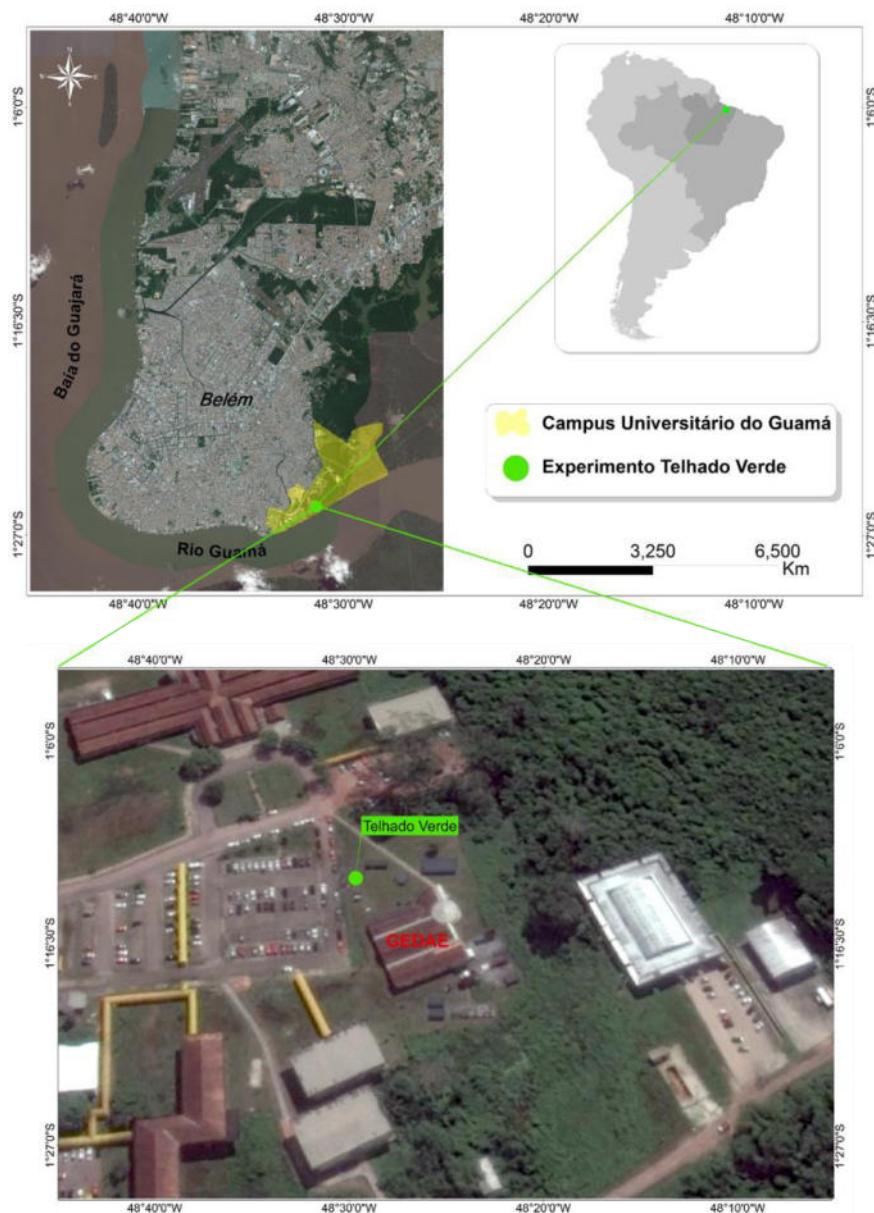 48°40'0"W 48°30'0"W 48°20'0"W 48°10'0"W
1°6'0"S
1°6'0"S
1°16'30"S
1°16'30"S
1°27'0"S
1°27'0"S
Baía do Guajará
Belém
Rio Guamá
Campus Universitário do Guamá
Experimento Telhado Verde
0 3,250 6,500
Km
48°40'0"W 48°30'0"W 48°20'0"W 48°10'0"W
48°40'0"W 48°30'0"W 48°20'0"W 48°10'0"W
1°6'0"S
1°6'0"S
Telhado Verde
GEDAE
1°16'30"S
1°16'30"S
1°27'0"S
1°27'0"S
48°40'0"W 48°30'0"W 48°20'0"W 48°10'0"W